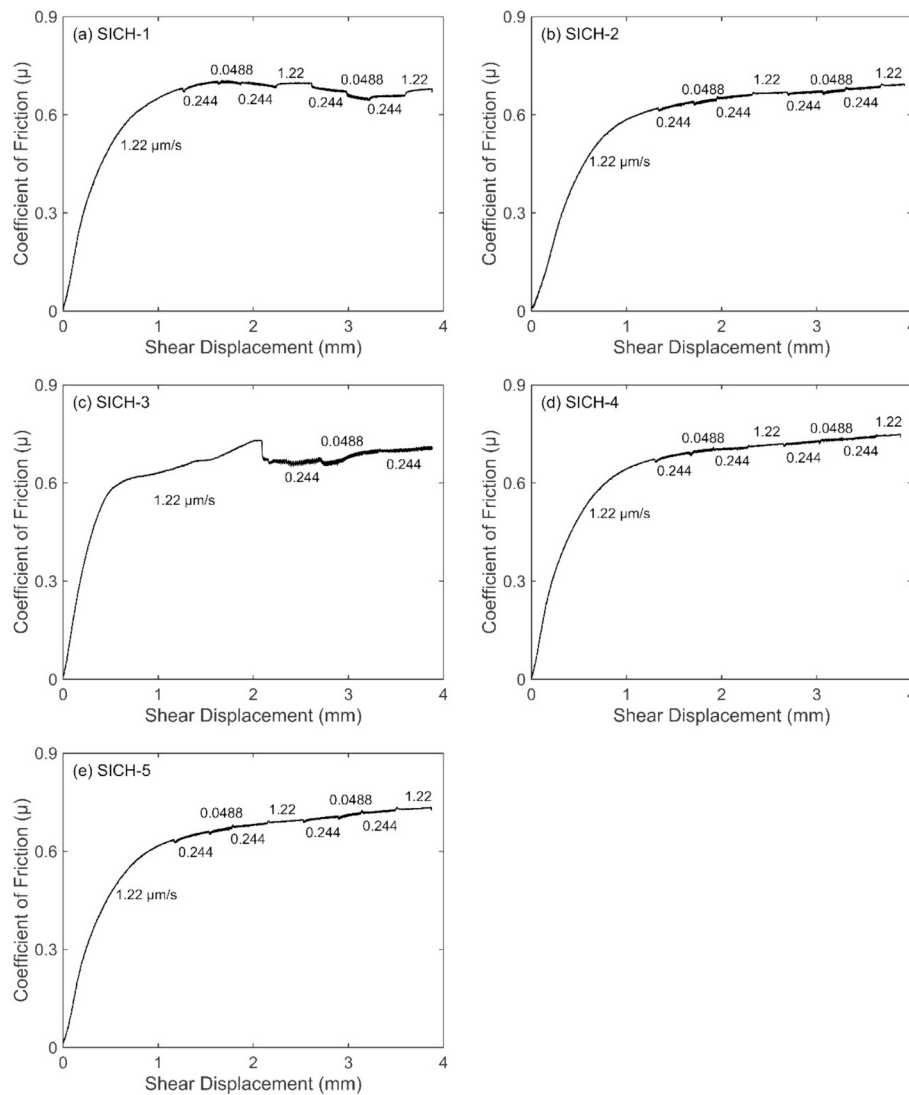 (a) SICH-1
0.9
0.6
0.3
0
Coefficient of Friction (μ)
0.0488 1.22 0.0488 1.22
0.244 0.244 0.244
1.22 μm/s
0 1 2 3 4
Shear Displacement (mm)
(b) SICH-2
0.9
0.6
0.3
0
Coefficient of Friction (μ)
0.0488 1.22 0.0488 1.22
0.244 0.244 0.244 0.244
1.22 μm/s
0 1 2 3 4
Shear Displacement (mm)
(c) SICH-3
0.9
0.6
0.3
0
Coefficient of Friction (μ)
0.0488
0.244 0.244
1.22 μm/s
0 1 2 3 4
Shear Displacement (mm)
(d) SICH-4
0.9
0.6
0.3
0
Coefficient of Friction (μ)
0.0488 1.22 0.0488 1.22
0.244 0.244 0.244 0.244
1.22 μm/s
0 1 2 3 4
Shear Displacement (mm)
(e) SICH-5
0.9
0.6
0.3
0
Coefficient of Friction (μ)
0.0488 1.22 0.0488 1.22
0.244 0.244 0.244 0.244
1.22 μm/s
0 1 2 3 4
Shear Displacement (mm)